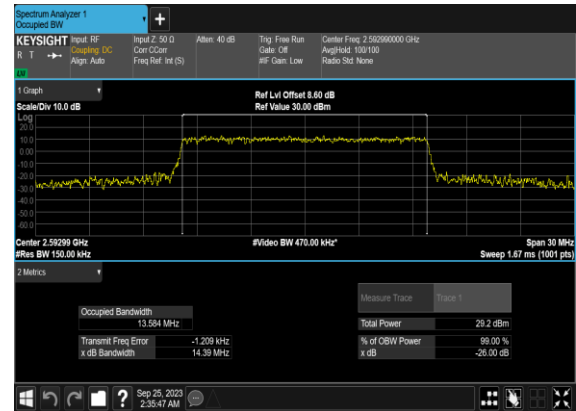 Spectrum Analyzer 1
Occupied BW
KEYSIGHT Input: RF Input Z: 50 Ω Atten: 40 dB Trig: Free Run Center Freq: 2.592990000 GHz
R T Coupling: DC Corr CCorr Gate: Off Avg|Hold: 100/100
Align: Auto Freq Ref: Int (S) #IF Gain: Low Radio Std: None
1 Graph
Ref Lvl Offset 8.60 dB
Scale/Div 10.0 dB Ref Value 30.00 dBm
Log
20.0
10.0
0.00
-10.0
-20.0
-30.0
-40.0
-50.0
-60.0
Center 2.59299 GHz #Video BW 470.00 kHz* Span 30 MHz
#Res BW 150.00 kHz Sweep 1.67 ms (1001 pts)
2 Metrics
Measure Trace Trace 1
Occupied Bandwidth
13.584 MHz Total Power 29.2 dBm
Transmit Freq Error -1.209 kHz % of OBW Power 99.00 %
x dB Bandwidth 14.39 MHz x dB -26.00 dB
? Sep 25, 2023
2:35:47 AM